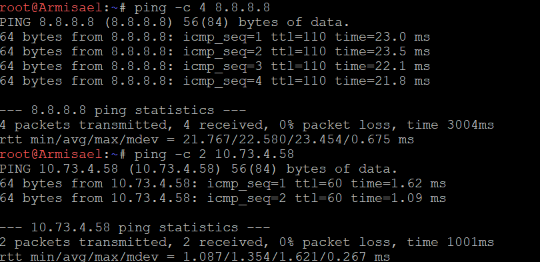 root@Armisael:~# ping -c 4 8.8.8.8
PING 8.8.8.8 (8.8.8.8) 56(84) bytes of data.
64 bytes from 8.8.8.8: icmp_seq=1 ttl=110 time=23.0 ms
64 bytes from 8.8.8.8: icmp_seq=2 ttl=110 time=23.5 ms
64 bytes from 8.8.8.8: icmp_seq=3 ttl=110 time=22.1 ms
64 bytes from 8.8.8.8: icmp_seq=4 ttl=110 time=21.8 ms
--- 8.8.8.8 ping statistics ---
4 packets transmitted, 4 received, 0% packet loss, time 3004ms
rtt min/avg/max/mdev = 21.767/22.580/23.454/0.675 ms
root@Armisael:~# ping -c 2 10.73.4.58
PING 10.73.4.58 (10.73.4.58) 56(84) bytes of data.
64 bytes from 10.73.4.58: icmp_seq=1 ttl=60 time=1.62 ms
64 bytes from 10.73.4.58: icmp_seq=2 ttl=60 time=1.09 ms
--- 10.73.4.58 ping statistics ---
2 packets transmitted, 2 received, 0% packet loss, time 1001ms
rtt min/avg/max/mdev = 1.087/1.354/1.621/0.267 ms